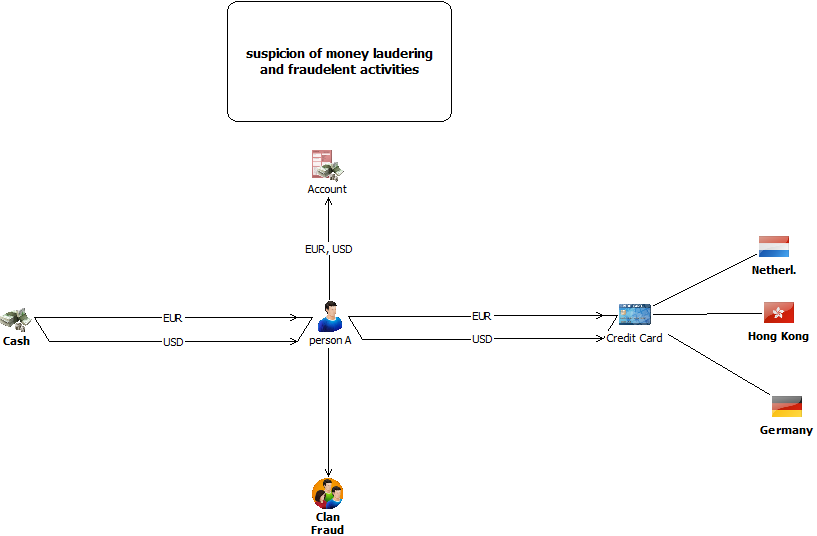 suspicion of money laudering
and fraudelent activities
Account
EUR, USD
Netherl.
EUR
EUR
Hong Kong
Cash
USD
person A
USD
Credit Card
Germany
Clan
Fraud